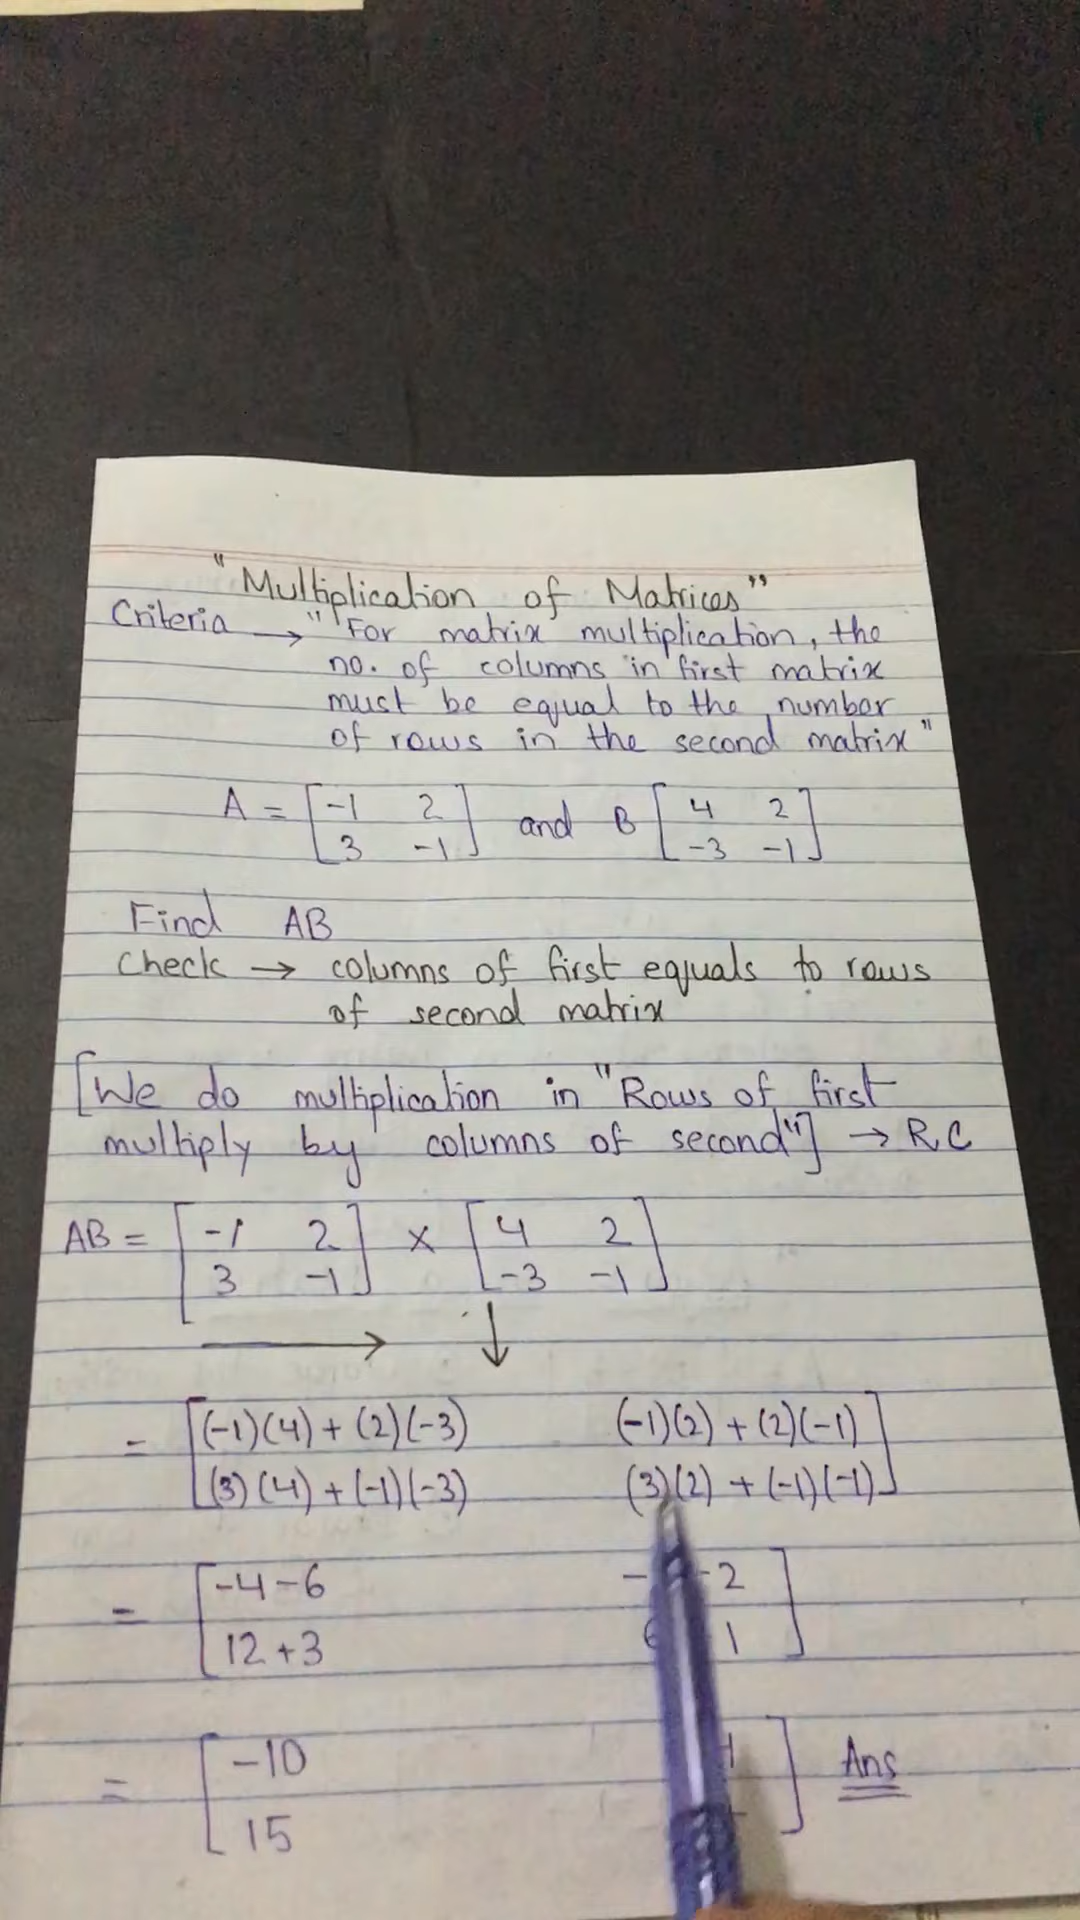 "Multiplication of Matrices"
Criteria → "For matrix multiplication, the
no. of columns in first matrix
must be equal to the number
of rows in the second matrix"
A = [ -1 2 ] and B [ 4 2 ]
[ 3 -1 ] [ -3 -1 ]
Find AB
Check → columns of first equals to rows
of second matrix
[We do multiplication in "Rows of first
multiply by columns of second"] → RC
AB = [ -1 2 ] × [ 4 2 ]
[ 3 -1 ] [ -3 -1 ]
= [ (-1)(4) + (2)(-3) (-1)(2) + (2)(-1) ]
[ (3)(4) + (-1)(-3) (3)(2) + (-1)(-1) ]
= [ -4-6 - -2 ]
[ 12+3 1 ]
= [ -10 ] Ans
[ 15 ]